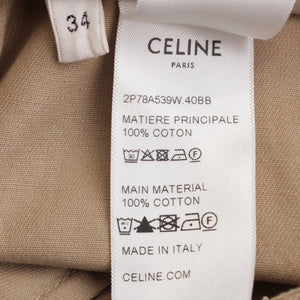 34
CELINE
PARIS
2P78A539W.40BB
MATIERE PRINCIPALE
100% COTON
MAIN MATERIAL
100% COTTON
MADE IN ITALY
CELINE.COM